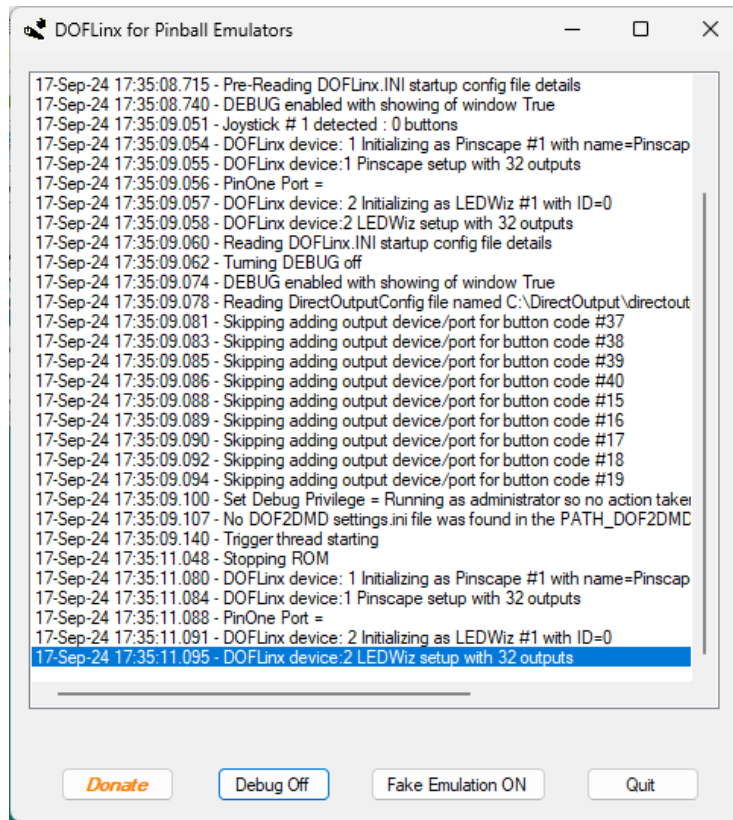 DOFLinx for Pinball Emulators
17-Sep-24 17:35:08.715 - Pre-Reading DOFLinx.INI startup config file details
17-Sep-24 17:35:08.740 - DEBUG enabled with showing of window True
17-Sep-24 17:35:09.051 - Joystick # 1 detected : 0 buttons
17-Sep-24 17:35:09.054 - DOFLinx device: 1 Initializing as Pinscape #1 with name=Pinscap
17-Sep-24 17:35:09.055 - DOFLinx device:1 Pinscape setup with 32 outputs
17-Sep-24 17:35:09.056 - PinOne Port =
17-Sep-24 17:35:09.057 - DOFLinx device: 2 Initializing as LEDWiz #1 with ID=0
17-Sep-24 17:35:09.058 - DOFLinx device:2 LEDWiz setup with 32 outputs
17-Sep-24 17:35:09.060 - Reading DOFLinx.INI startup config file details
17-Sep-24 17:35:09.062 - Turning DEBUG off
17-Sep-24 17:35:09.074 - DEBUG enabled with showing of window True
17-Sep-24 17:35:09.078 - Reading DirectOutputConfig file named C:\DirectOutput\directout
17-Sep-24 17:35:09.081 - Skipping adding output device/port for button code #37
17-Sep-24 17:35:09.083 - Skipping adding output device/port for button code #38
17-Sep-24 17:35:09.085 - Skipping adding output device/port for button code #39
17-Sep-24 17:35:09.086 - Skipping adding output device/port for button code #40
17-Sep-24 17:35:09.088 - Skipping adding output device/port for button code #15
17-Sep-24 17:35:09.089 - Skipping adding output device/port for button code #16
17-Sep-24 17:35:09.090 - Skipping adding output device/port for button code #17
17-Sep-24 17:35:09.092 - Skipping adding output device/port for button code #18
17-Sep-24 17:35:09.094 - Skipping adding output device/port for button code #19
17-Sep-24 17:35:09.100 - Set Debug Privilege = Running as administrator so no action taken
17-Sep-24 17:35:09.107 - No DOF2DMD settings.ini file was found in the PATH_DOF2DMD
17-Sep-24 17:35:09.140 - Trigger thread starting
17-Sep-24 17:35:11.048 - Stopping ROM
17-Sep-24 17:35:11.080 - DOFLinx device: 1 Initializing as Pinscape #1 with name=Pinscap
17-Sep-24 17:35:11.084 - DOFLinx device:1 Pinscape setup with 32 outputs
17-Sep-24 17:35:11.088 - PinOne Port =
17-Sep-24 17:35:11.091 - DOFLinx device: 2 Initializing as LEDWiz #1 with ID=0
17-Sep-24 17:35:11.095 - DOFLinx device:2 LEDWiz setup with 32 outputs
Donate Debug Off Fake Emulation ON Quit